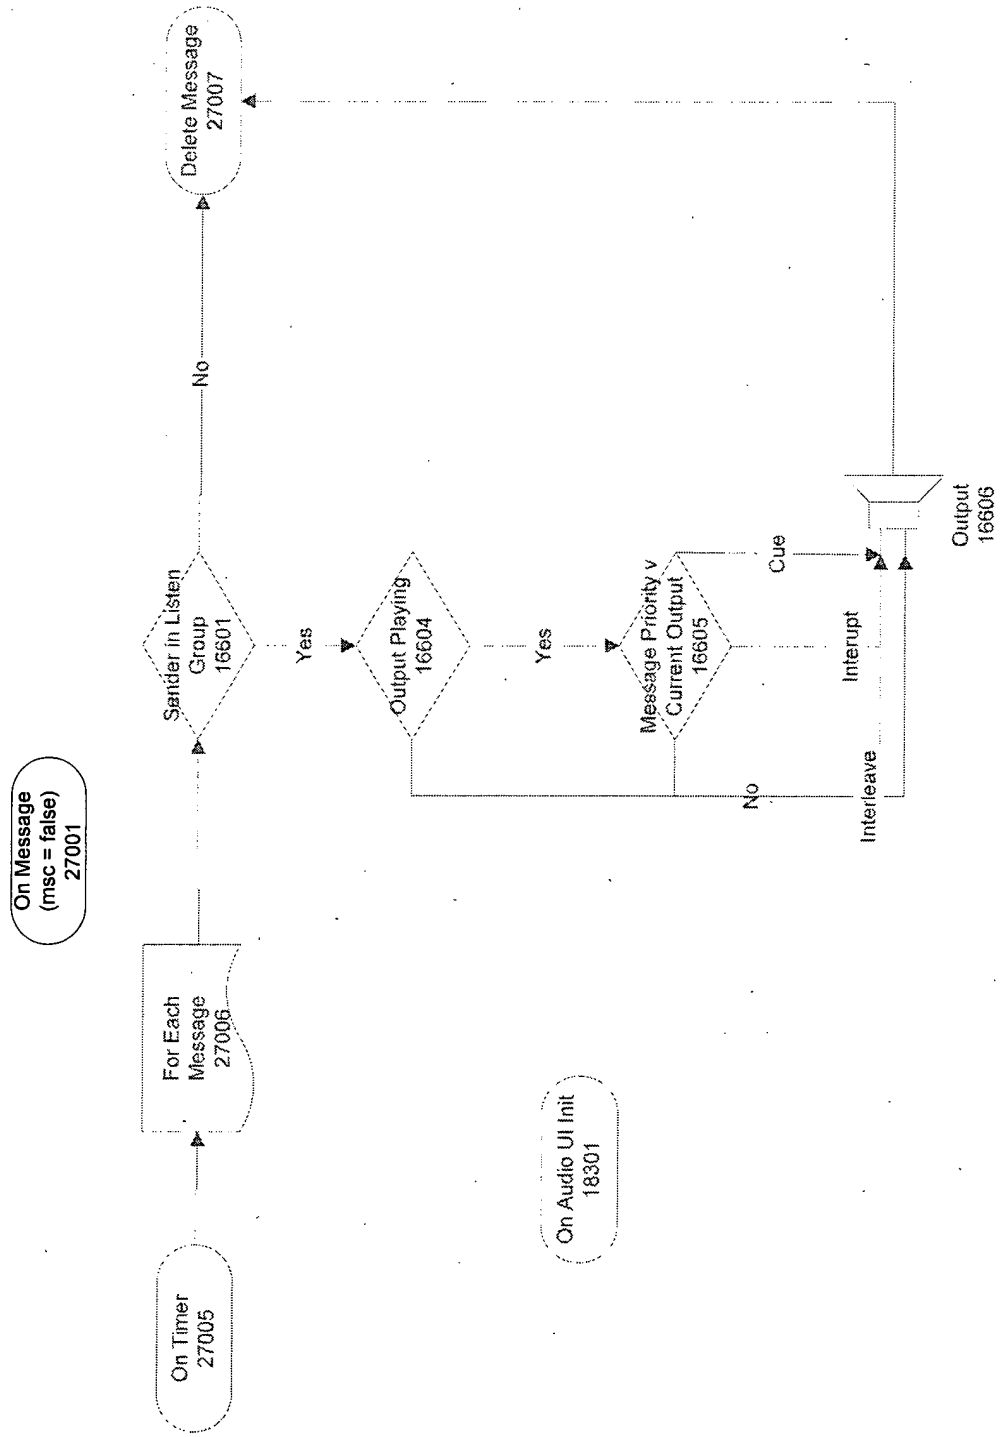 On Message
(msc = false)
27001
On Timer
27005
For Each
Message
27006
Sender in Listen
Group
16601
No
Delete Message
27007
Yes
Output Playing
16604
Yes
Message Priority v
Current Output
16605
No
Cue
Interupt
Interleave
Output
16606
On Audio UI Init
18301